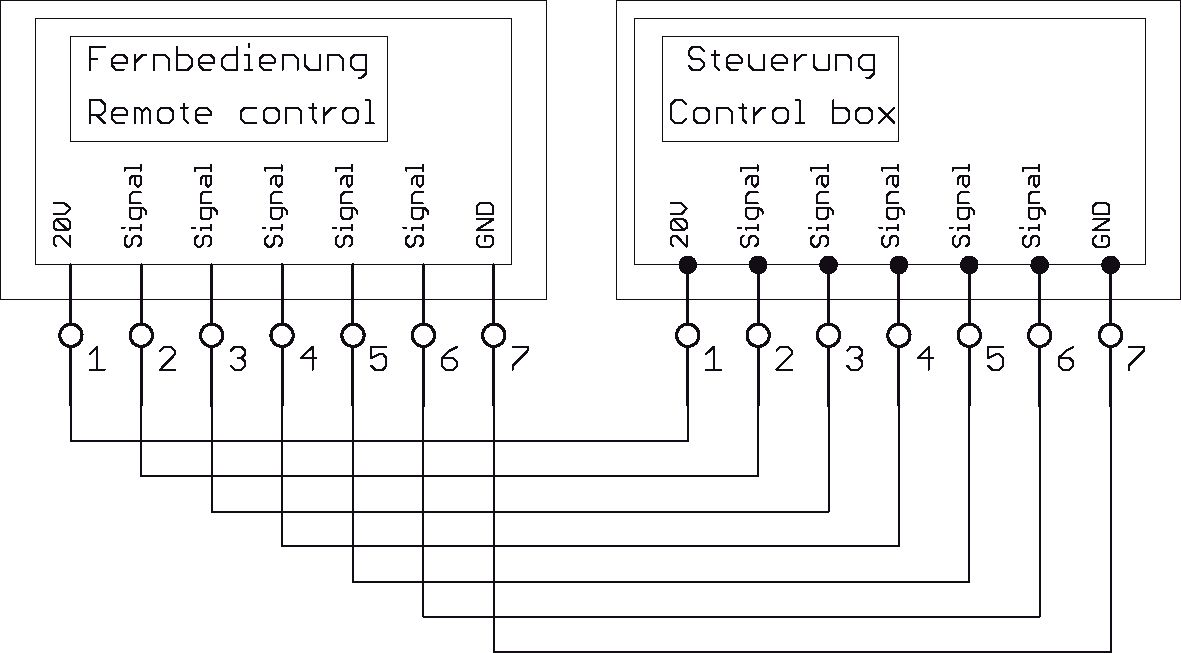 Fernbedienung
Remote control
20V Signal Signal Signal Signal Signal GND
1 2 3 4 5 6 7
Steuerung
Control box
20V Signal Signal Signal Signal Signal GND
1 2 3 4 5 6 7